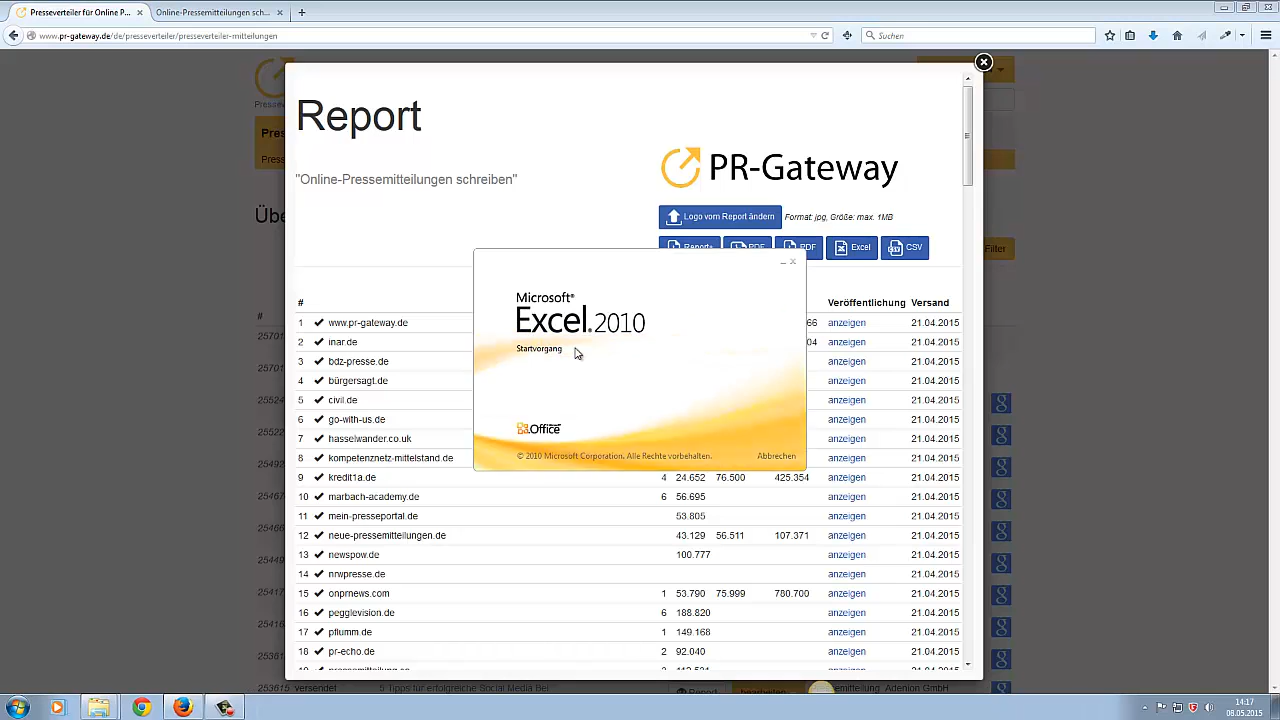 Presseverteiler für Online P...
Online-Pressemitteilungen sch...
www.pr-gateway.de/de/presseverteiler/presseverteiler-mitteilungen
Suchen
Report
PR-Gateway
"Online-Pressemitteilungen schreiben"
Logo vom Report ändern
Format: jpg, Größe: max. 1MB
Report+
PDF
PDF
Excel
CSV
Filter
Microsoft®
Excel.2010
Startvorgang
Office
© 2010 Microsoft Corporation. Alle Rechte vorbehalten.
Abbrechen
# Veröffentlichung Versand
1 www.pr-gateway.de 66 anzeigen 21.04.2015
2 inar.de 04 anzeigen 21.04.2015
3 bdz-presse.de anzeigen 21.04.2015
4 bürgersagt.de anzeigen 21.04.2015
5 civil.de anzeigen 21.04.2015
6 go-with-us.de anzeigen 21.04.2015
7 hasselwander.co.uk anzeigen 21.04.2015
8 kompetenznetz-mittelstand.de anzeigen 21.04.2015
9 kredit1a.de 4 24.652 76.500 425.354 anzeigen 21.04.2015
10 marbach-academy.de 6 56.695 anzeigen 21.04.2015
11 mein-presseportal.de 53.805 anzeigen 21.04.2015
12 neue-pressemitteilungen.de 43.129 56.511 107.371 anzeigen 21.04.2015
13 newspow.de 100.777 anzeigen 21.04.2015
14 nrwpresse.de anzeigen 21.04.2015
15 onprnews.com 1 53.790 75.999 780.700 anzeigen 21.04.2015
16 pegglevision.de 6 188.820 anzeigen 21.04.2015
17 pflumm.de 1 149.168 anzeigen 21.04.2015
18 pr-echo.de 2 92.040 anzeigen 21.04.2015
253615 versendet 5 Tipps für erfolgreiche Social Media Bei
Report
bearbeiten
Adenion GmbH
14:17
08.05.2015